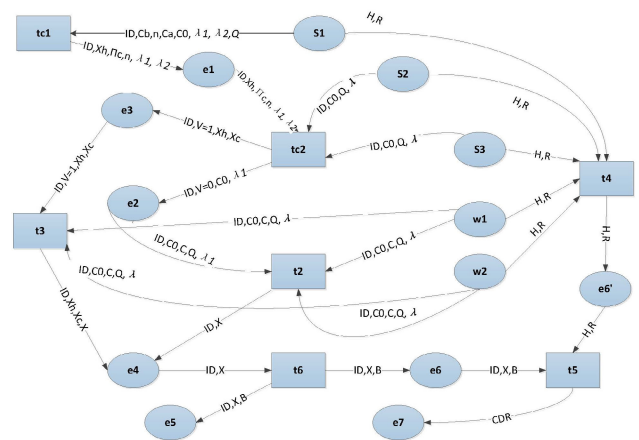 ID,Cb,n,Ca,C0, λ1, λ2,Q
S1
H,R
tc1
ID,Xh,Πc,n, λ1, λ2
e1
ID,Xh,Πc,n, λ1, λ2
S2
ID,C0,Q, λ
H,R
e3
ID,V=1,Xh,Xc
tc2
ID,C0,Q, λ
S3
H,R
t4
ID,V=1,Xh,Xc
ID,V=0,C0, λ1
e2
ID,C0,C,Q, λ
w1
H,R
t3
ID,C0,C, λ1
ID,C0,C,Q, λ
H,R
H,R
ID,C0,C,Q, λ
t2
w2
e6'
ID,Xh,Xc,X
ID,X
ID,C0,C,Q, λ
H,R
e4
ID,X
t6
ID,X,B
e6
ID,X,B
t5
ID,X,B
e5
e7
CDR